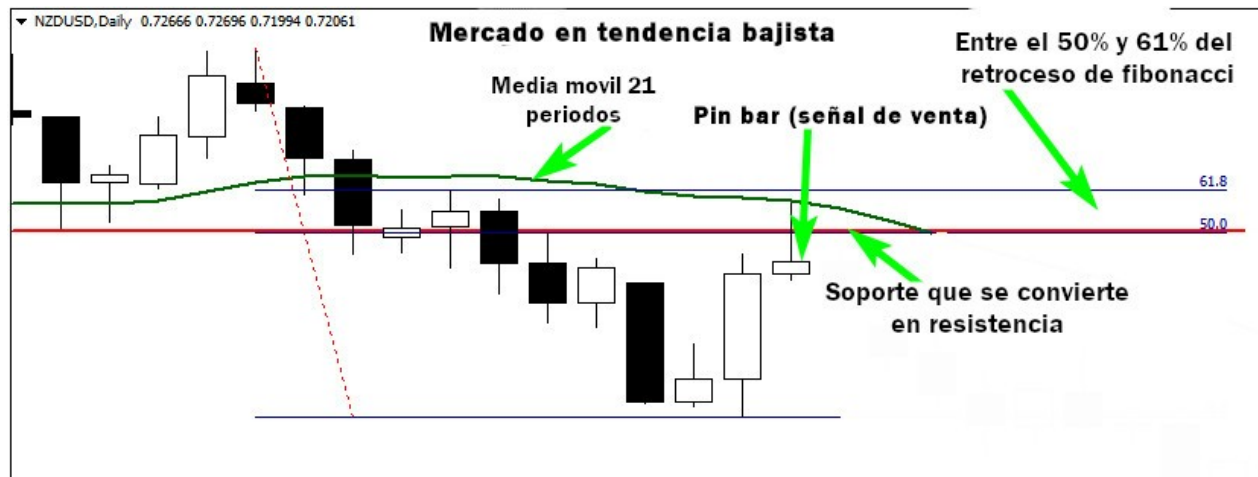 NZDUSD,Daily 0.72666 0.72696 0.71994 0.72061
Mercado en tendencia bajista
Entre el 50% y 61% del
retroceso de fibonacci
Media movil 21
periodos
Pin bar (señal de venta)
61.8
50.0
Soporte que se convierte
en resistencia